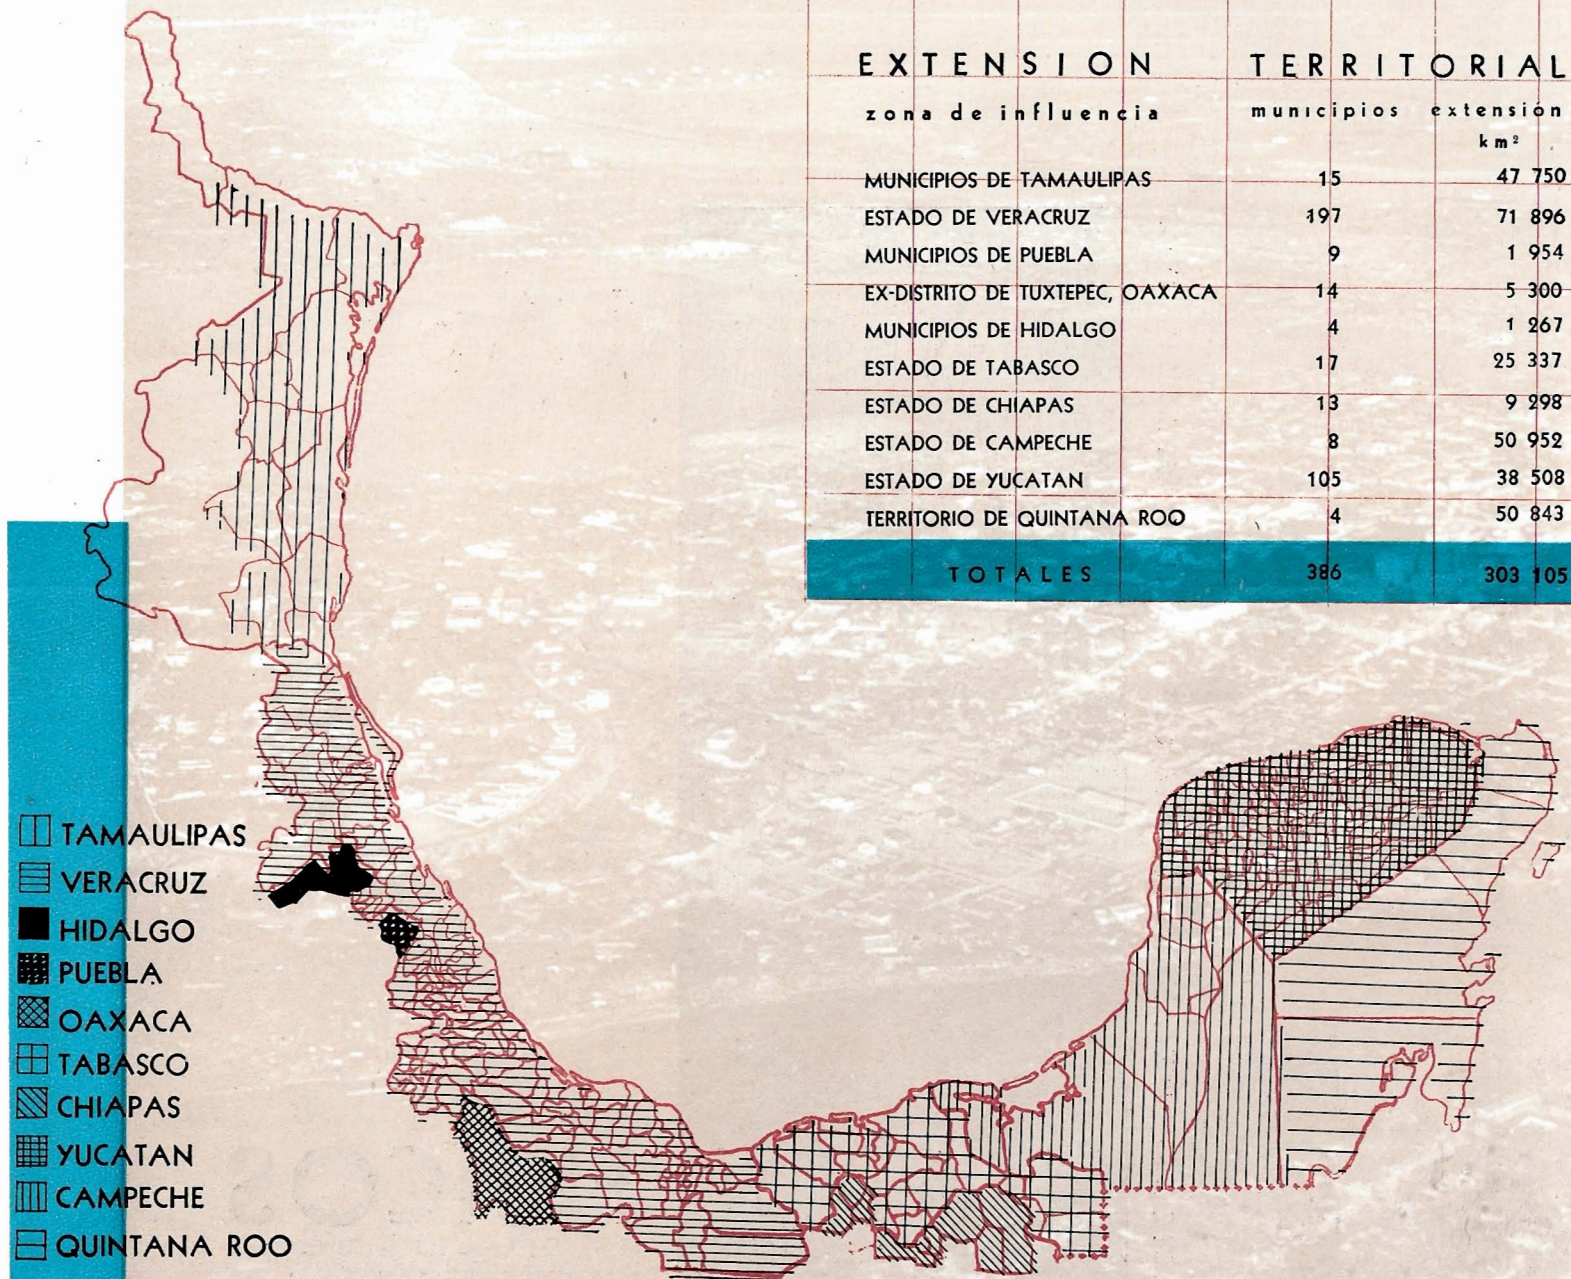 EXTENSION TERRITORIAL
zona de influencia municipios extensión
km²
MUNICIPIOS DE TAMAULIPAS 15 47 750
ESTADO DE VERACRUZ 197 71 896
MUNICIPIOS DE PUEBLA 9 1 954
EX-DISTRITO DE TUXTEPEC, OAXACA 14 5 300
MUNICIPIOS DE HIDALGO 4 1 267
ESTADO DE TABASCO 17 25 337
ESTADO DE CHIAPAS 13 9 298
ESTADO DE CAMPECHE 8 50 952
ESTADO DE YUCATAN 105 38 508
TERRITORIO DE QUINTANA ROO 4 50 843
TOTALES 386 303 105
TAMAULIPAS
VERACRUZ
HIDALGO
PUEBLA
OAXACA
TABASCO
CHIAPAS
YUCATAN
CAMPECHE
QUINTANA ROO